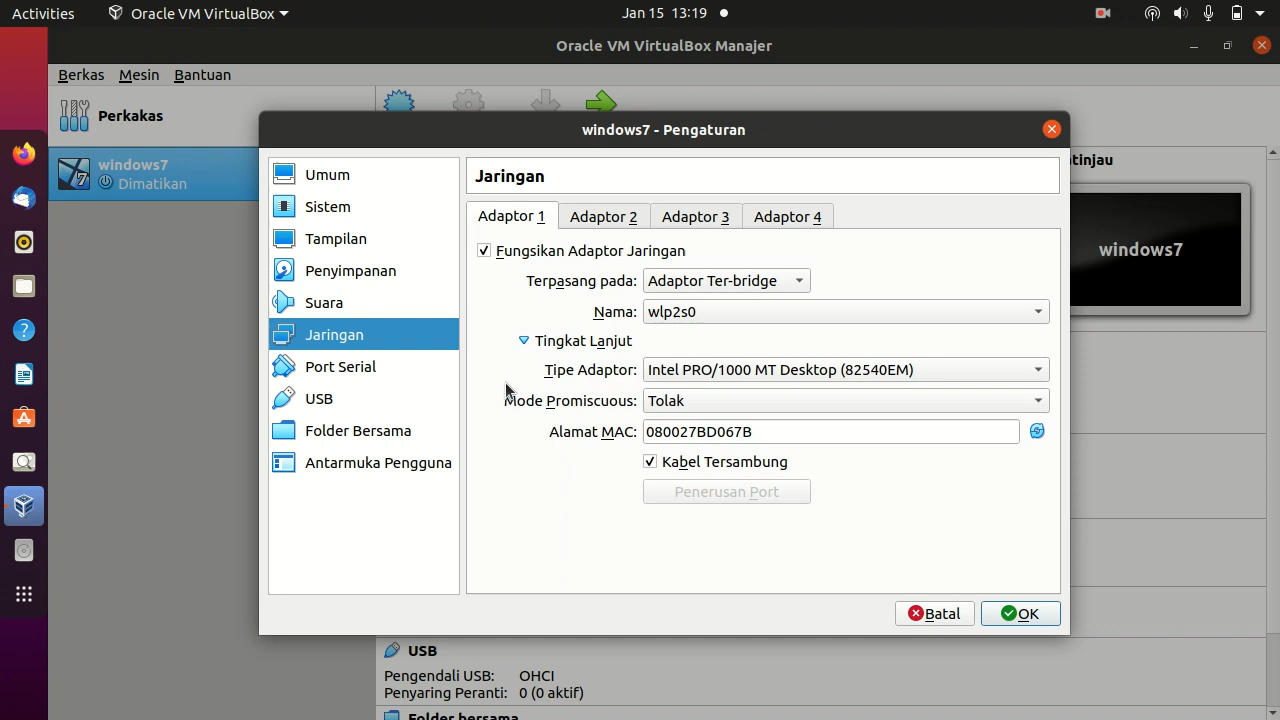 Activities
Oracle VM VirtualBox
Jan 15 13:19
Oracle VM VirtualBox Manajer
Berkas Mesin Bantuan
Perkakas
windows7
Dimatikan
tinjau
windows7
windows7 - Pengaturan
Umum
Sistem
Tampilan
Penyimpanan
Suara
Jaringan
Port Serial
USB
Folder Bersama
Antarmuka Pengguna
Jaringan
Adaptor 1 Adaptor 2 Adaptor 3 Adaptor 4
Fungsikan Adaptor Jaringan
Terpasang pada: Adaptor Ter-bridge
Nama: wlp2s0
Tingkat Lanjut
Tipe Adaptor: Intel PRO/1000 MT Desktop (82540EM)
Mode Promiscuous: Tolak
Alamat MAC: 080027BD067B
Kabel Tersambung
Penerusan Port
Batal OK
USB
Pengendali USB: OHCI
Penyaring Peranti: 0 (0 aktif)
Folder bersama